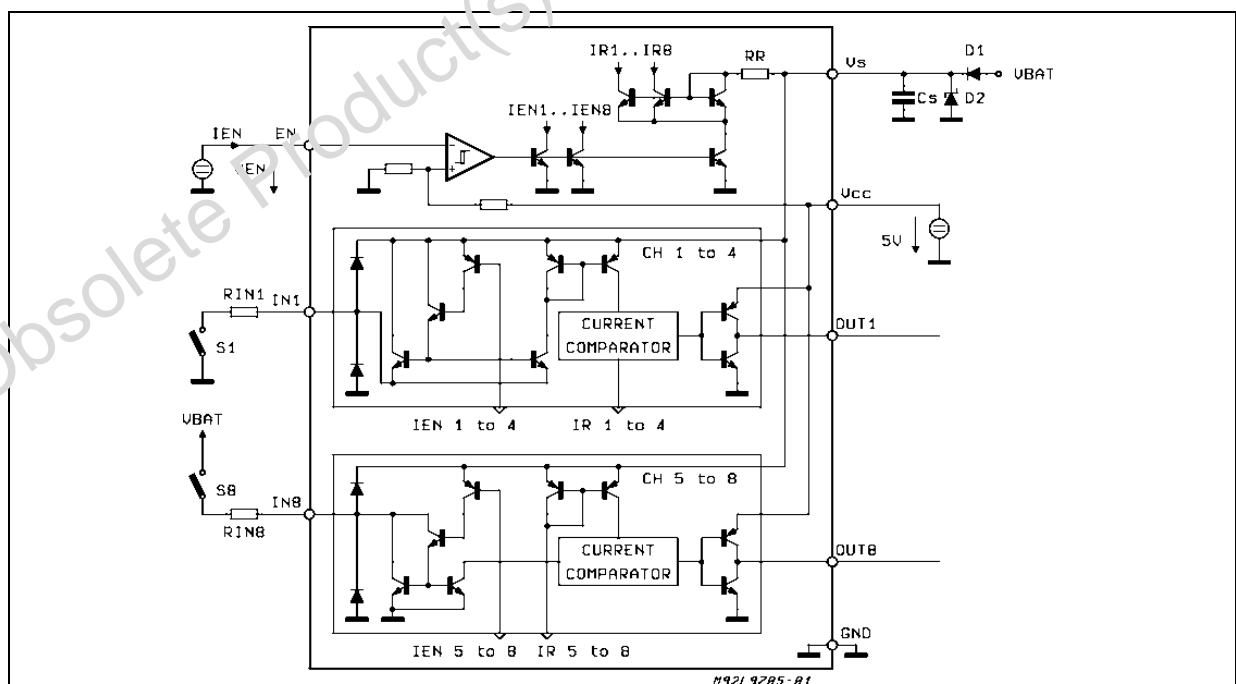 Obsolete Product(s)
IR1..IR8
RR
Vs
D1
VBAT
Cs
D2
IEN1..IEN8
IEN
EN
VEN
Vcc
5V
CH 1 to 4
RIN1
IN1
S1
CURRENT
COMPARATOR
OUT1
IEN 1 to 4
IR 1 to 4
VBAT
CH 5 to 8
S8
IN8
RIN8
CURRENT
COMPARATOR
OUT8
IEN 5 to 8
IR 5 to 8
GND
M92L9705-01